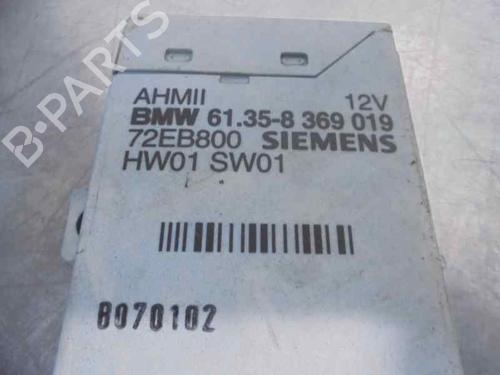 B-PARTS
AHMII 12V
BMW 61.35-8 369 019
72EB800 SIEMENS
HW01 SW01
8070102